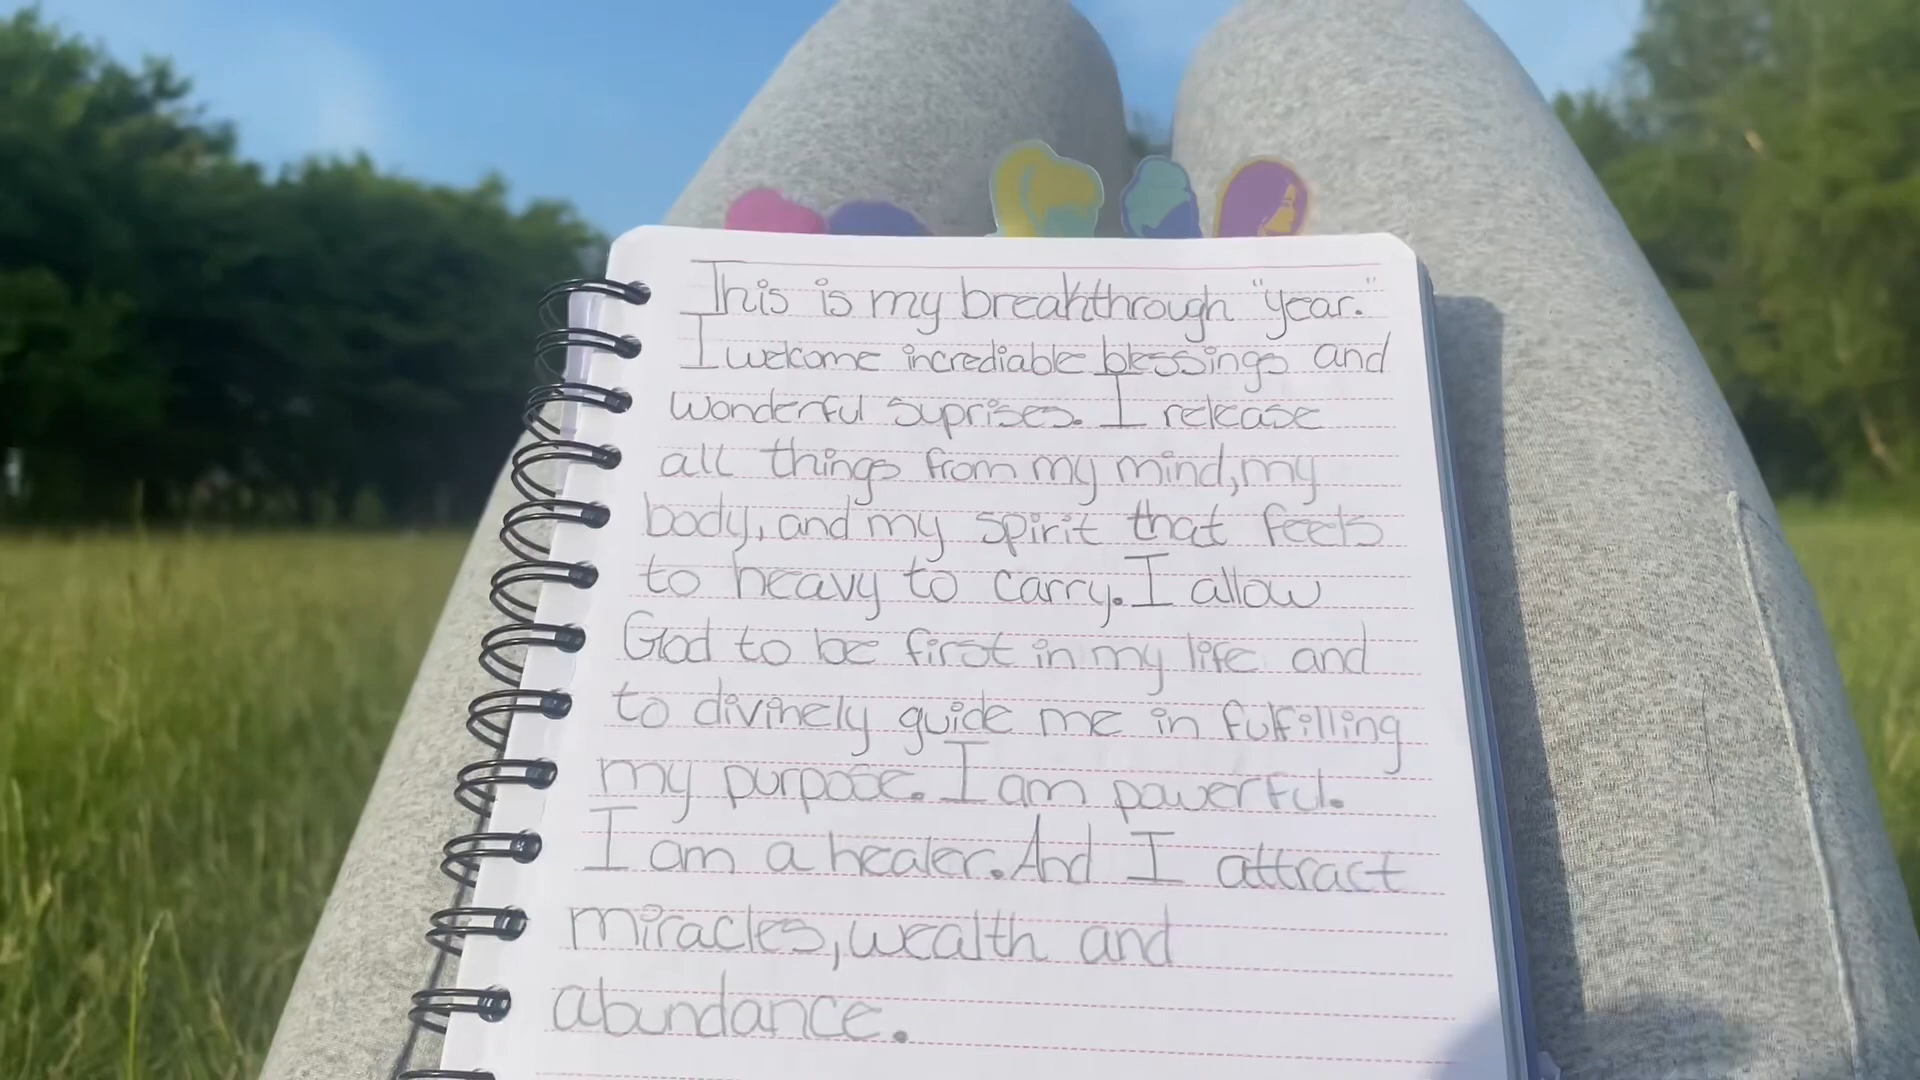 This is my breakthrough "year."
I welcome incrediable blessings and
wonderful suprises. I release
all things from my mind, my
body, and my spirit that feels
to heavy to carry. I allow
God to be first in my life and
to divinely guide me in fulfilling
my purpose. I am powerful.
I am a healer. And I attract
miracles, wealth and
abundance.